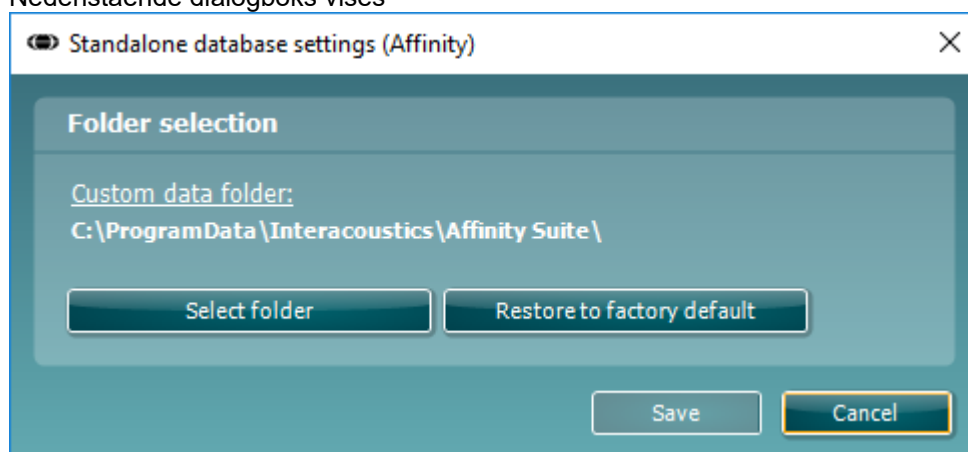 Nedenstående dialogboks vises
Standalone database settings (Affinity)
Folder selection
Custom data folder:
C:\ProgramData\Interacoustics\Affinity Suite\
Select folder
Restore to factory default
Save
Cancel